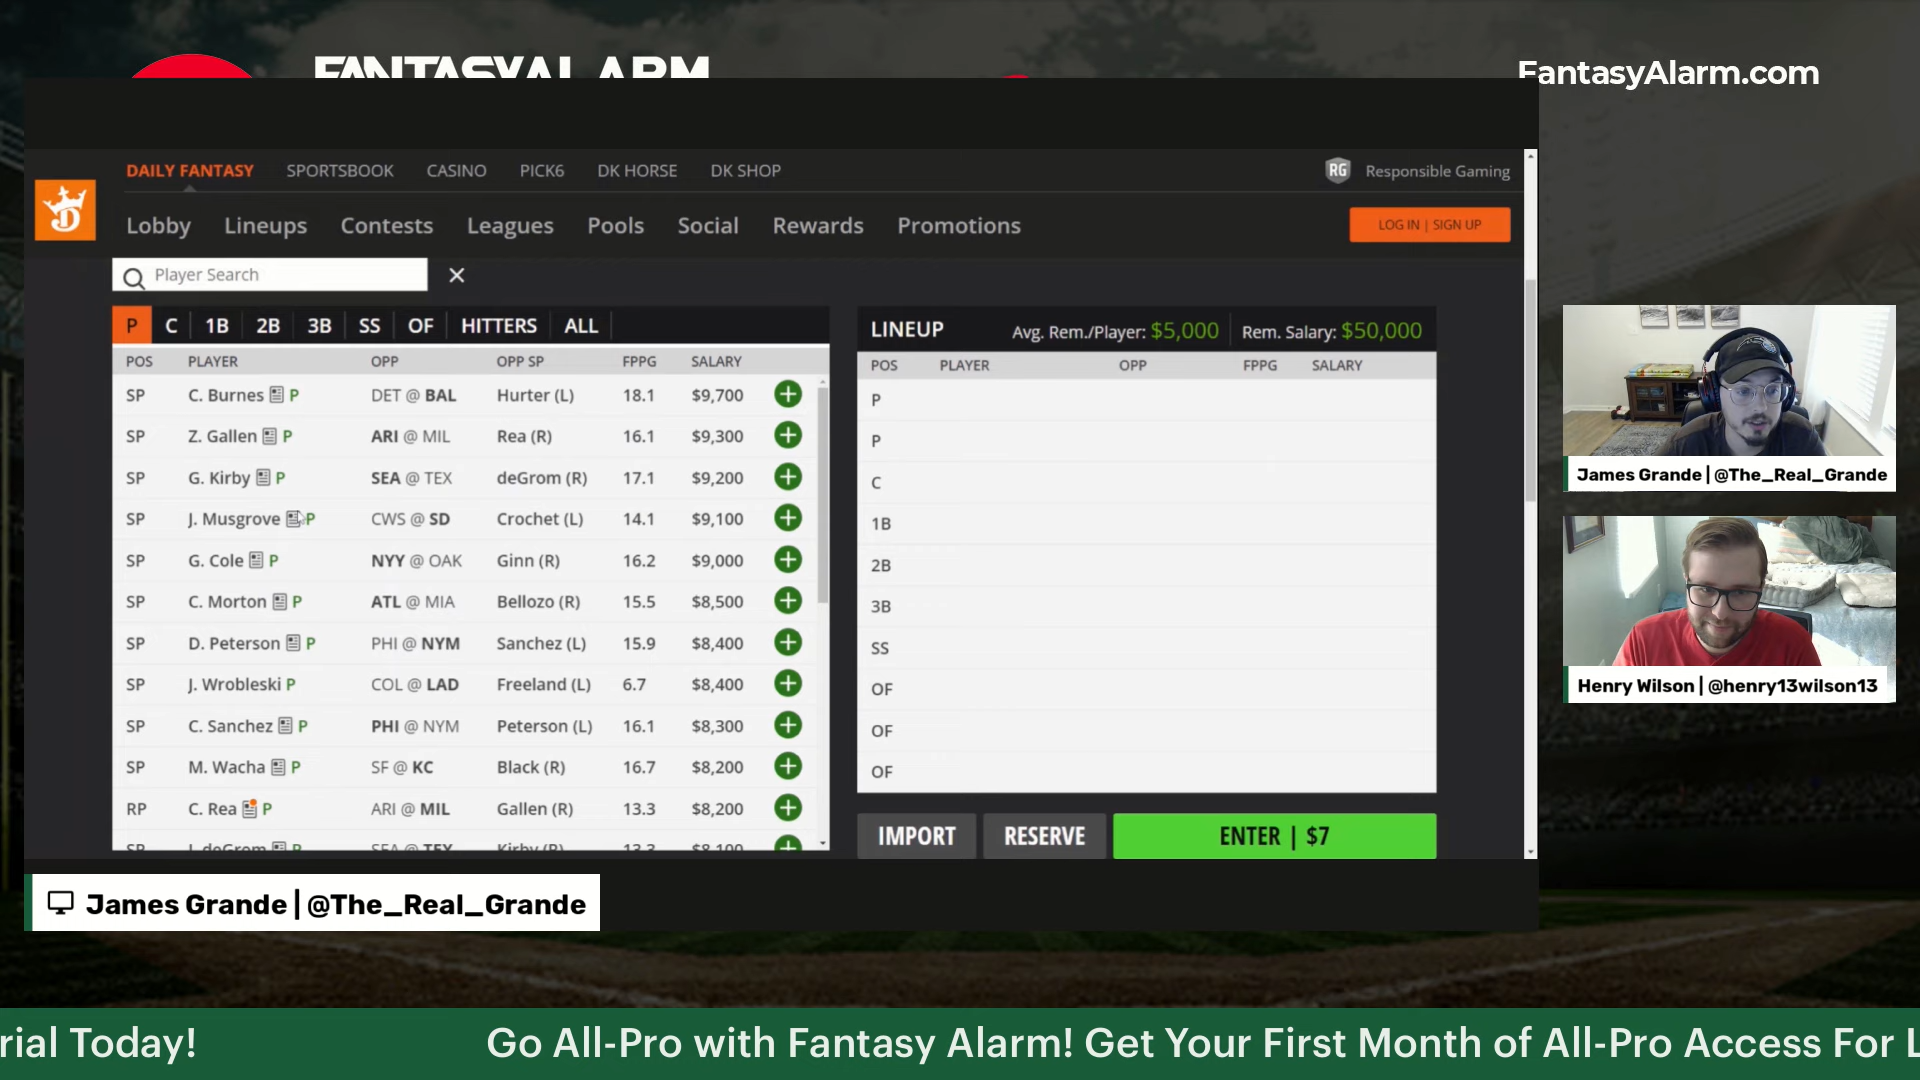 FANTASYALARM
FantasyAlarm.com
DAILY FANTASY SPORTSBOOK CASINO PICK6 DK HORSE DK SHOP
RG Responsible Gaming
D
Lobby Lineups Contests Leagues Pools Social Rewards Promotions
LOG IN | SIGN UP
Player Search
P C 1B 2B 3B SS OF HITTERS ALL
POS PLAYER OPP OPP SP FPPG SALARY
SP C. Burnes P DET @ BAL Hurter (L) 18.1 $9,700
SP Z. Gallen P ARI @ MIL Rea (R) 16.1 $9,300
SP G. Kirby P SEA @ TEX deGrom (R) 17.1 $9,200
SP J. Musgrove P CWS @ SD Crochet (L) 14.1 $9,100
SP G. Cole P NYY @ OAK Ginn (R) 16.2 $9,000
SP C. Morton P ATL @ MIA Bellozo (R) 15.5 $8,500
SP D. Peterson P PHI @ NYM Sanchez (L) 15.9 $8,400
SP J. Wrobleski P COL @ LAD Freeland (L) 6.7 $8,400
SP C. Sanchez P PHI @ NYM Peterson (L) 16.1 $8,300
SP M. Wacha P SF @ KC Black (R) 16.7 $8,200
RP C. Rea P ARI @ MIL Gallen (R) 13.3 $8,200
SP J. deGrom P SEA @ TEX Kirby (R) 13.3 $8,100
LINEUP Avg. Rem./Player: $5,000 Rem. Salary: $50,000
POS PLAYER OPP FPPG SALARY
P
P
C
1B
2B
3B
SS
OF
OF
OF
IMPORT RESERVE ENTER | $7
James Grande | @The_Real_Grande
Henry Wilson | @henry13wilson13
James Grande | @The_Real_Grande
rial Today! Go All-Pro with Fantasy Alarm! Get Your First Month of All-Pro Access For